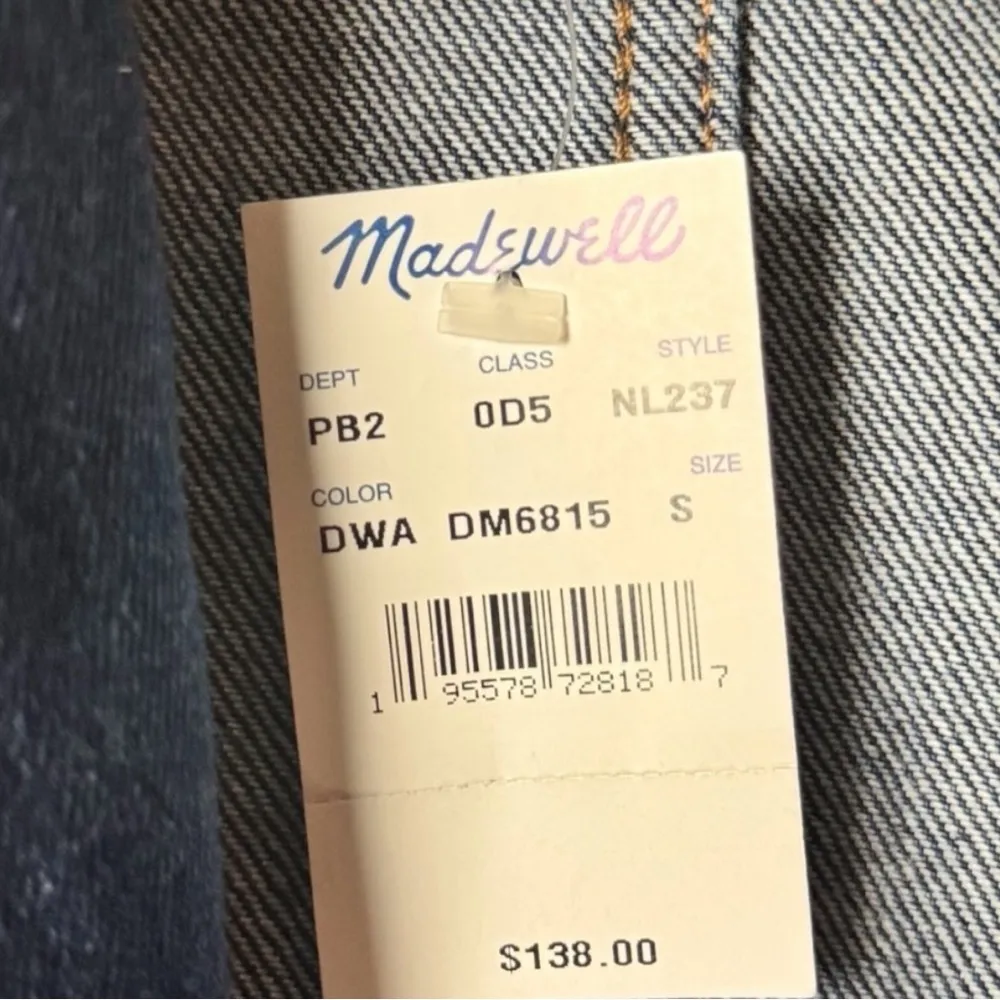 Madewell
DEPT CLASS STYLE
PB2 0D5 NL237
COLOR SIZE
DWA DM6815 S
1 95578 72818 7
$138.00